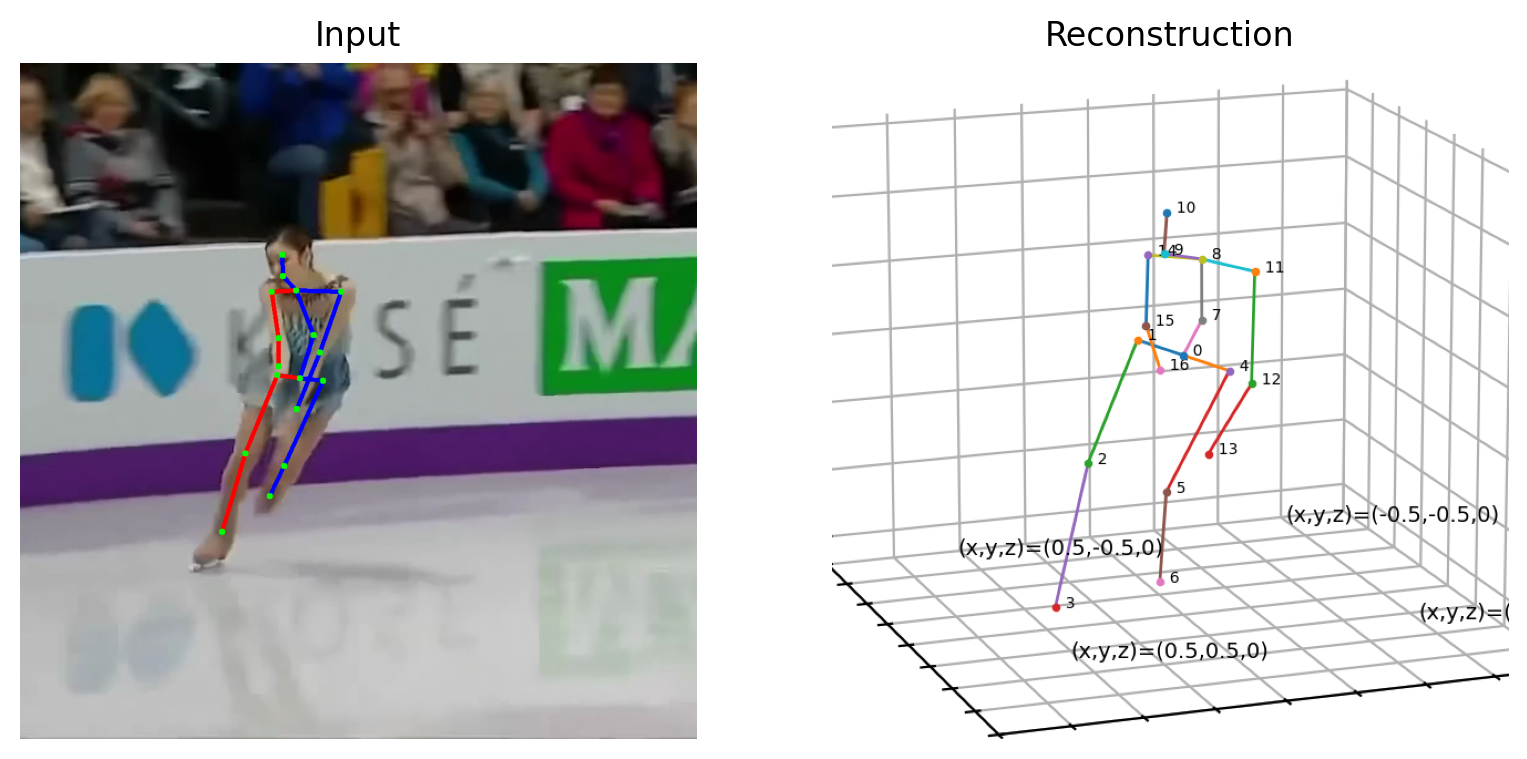 Input
Reconstruction
K SÉ
MA
10
14
9
8
11
15
7
1
0
16
4
12
2
13
5
(x,y,z)=(-0.5,-0.5,0)
(x,y,z)=(0.5,-0.5,0)
6
3
(x,y,z)=(
(x,y,z)=(0.5,0.5,0)